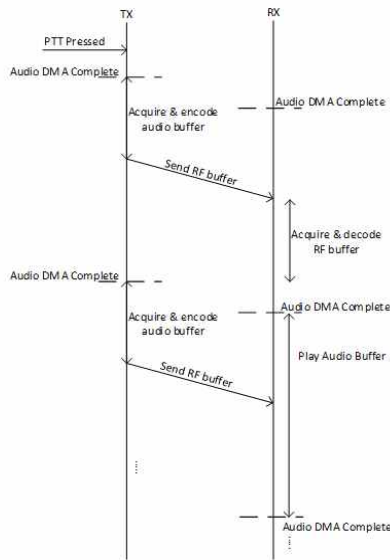 TX
RX
PTT Pressed
Audio DMA Complete
Audio DMA Complete
Acquire & encode
audio buffer
Send RF buffer
Acquire & decode
RF buffer
Audio DMA Complete
Audio DMA Complete
Acquire & encode
audio buffer
Play Audio Buffer
Send RF buffer
Audio DMA Complete